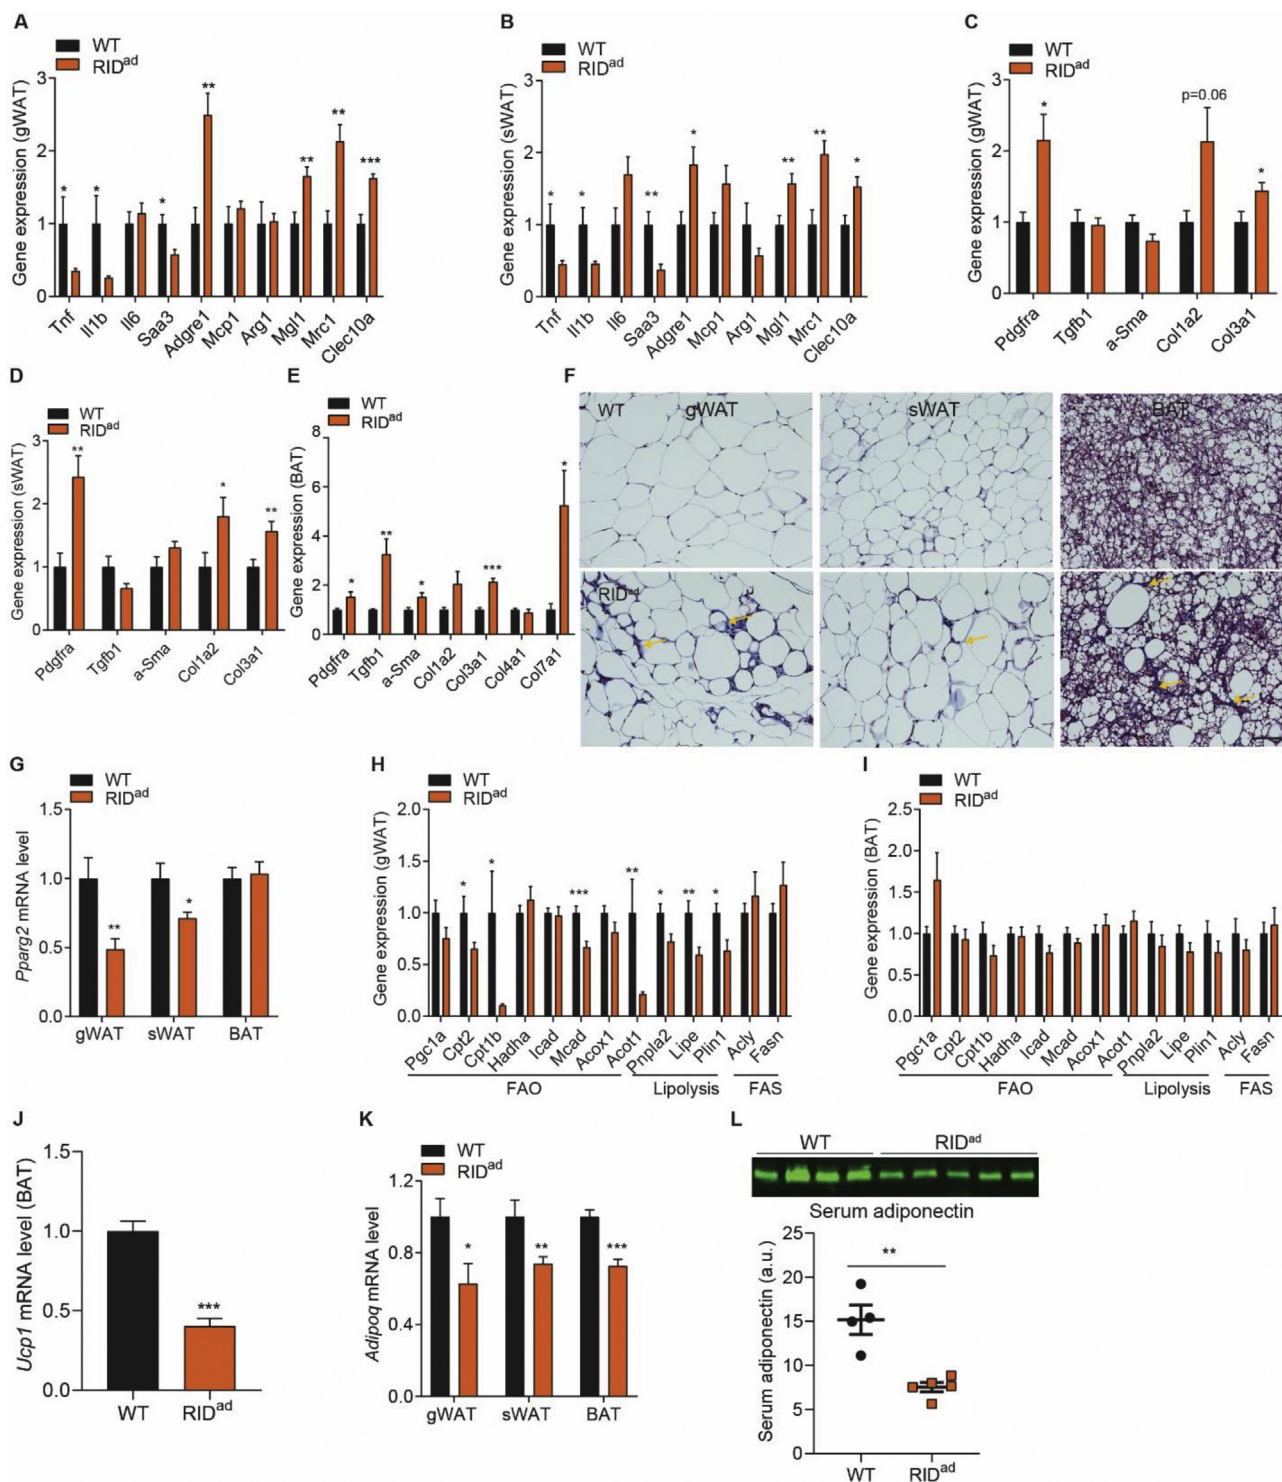 A
WT
RIDad
Gene expression (gWAT)
3
2
1
0
* * * ** ** ** ***
Tnf Il1b Il6 Saa3 Adgre1 Mcp1 Arg1 Mgl1 Mrc1 Clec10a
B
WT
RIDad
Gene expression (sWAT)
3
2
1
0
* * ** * ** ** *
Tnf Il1b Il6 Saa3 Adgre1 Mcp1 Arg1 Mgl1 Mrc1 Clec10a
C
WT
RIDad
Gene expression (gWAT)
3
2
1
0
* p=0.06 *
Pdgfra Tgfb1 a-Sma Col1a2 Col3a1
D
WT
RIDad
Gene expression (sWAT)
3
2
1
0
** * **
Pdgfra Tgfb1 a-Sma Col1a2 Col3a1
E
WT
RIDad
Gene expression (BAT)
8
6
4
2
0
* ** * *** *
Pdgfra Tgfb1 a-Sma Col1a2 Col3a1 Col4a1 Col7a1
F
WT gWAT sWAT BAT
RIDad
G
WT
RIDad
Pparg2 mRNA level
1.5
1.0
0.5
0.0
** *
gWAT sWAT BAT
H
WT
RIDad
Gene expression (gWAT)
2.0
1.5
1.0
0.5
0.0
* * *** ** * ** *
Pgc1a Cpt2 Cpt1b Hadha lcad Mcad Acox1 Acot1 Pnpla2 Lipe Plin1 Acly Fasn
FAO Lipolysis FAS
I
WT
RIDad
Gene expression (BAT)
2.5
2.0
1.5
1.0
0.5
0.0
Pgc1a Cpt2 Cpt1b Hadha lcad Mcad Acox1 Acot1 Pnpla2 Lipe Plin1 Acly Fasn
FAO Lipolysis FAS
J
Ucp1 mRNA level (BAT)
1.5
1.0
0.5
0.0
***
WT RIDad
K
WT
RIDad
Adipoq mRNA level
1.2
0.8
0.4
0.0
* ** ***
gWAT sWAT BAT
L
WT RIDad
Serum adiponectin
Serum adiponectin (a.u.)
25
20
15
10
5
0
**
WT RIDad